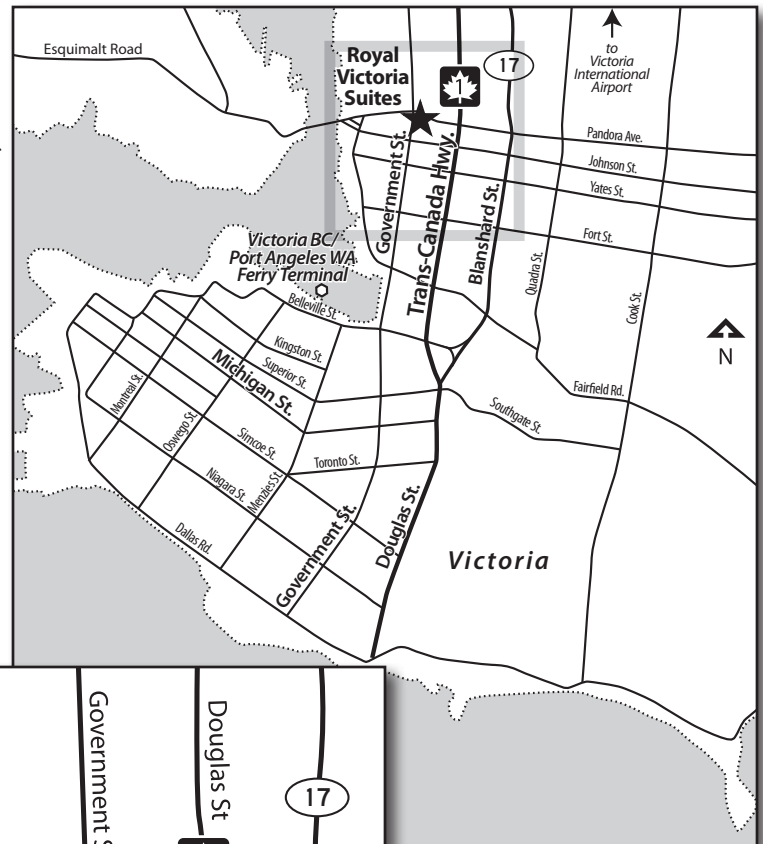 Esquimalt Road
Royal
Victoria
Suites
1
17
to
Victoria
International
Airport
Pandora Ave.
Johnson St.
Yates St.
Fort St.
Government St.
Trans-Canada Hwy.
Blanshard St.
Quadra St.
Cook St.
Victoria BC/
Port Angeles WA
Ferry Terminal
Belleville St.
Kingston St.
Superior St.
Michigan St.
Montreal St.
Oswego St.
Simcoe St.
Niagara St.
Menzies St.
Toronto St.
Dallas Rd.
Government St.
Douglas St.
Southgate St.
Fairfield Rd.
N
Victoria
Government
Douglas St
17